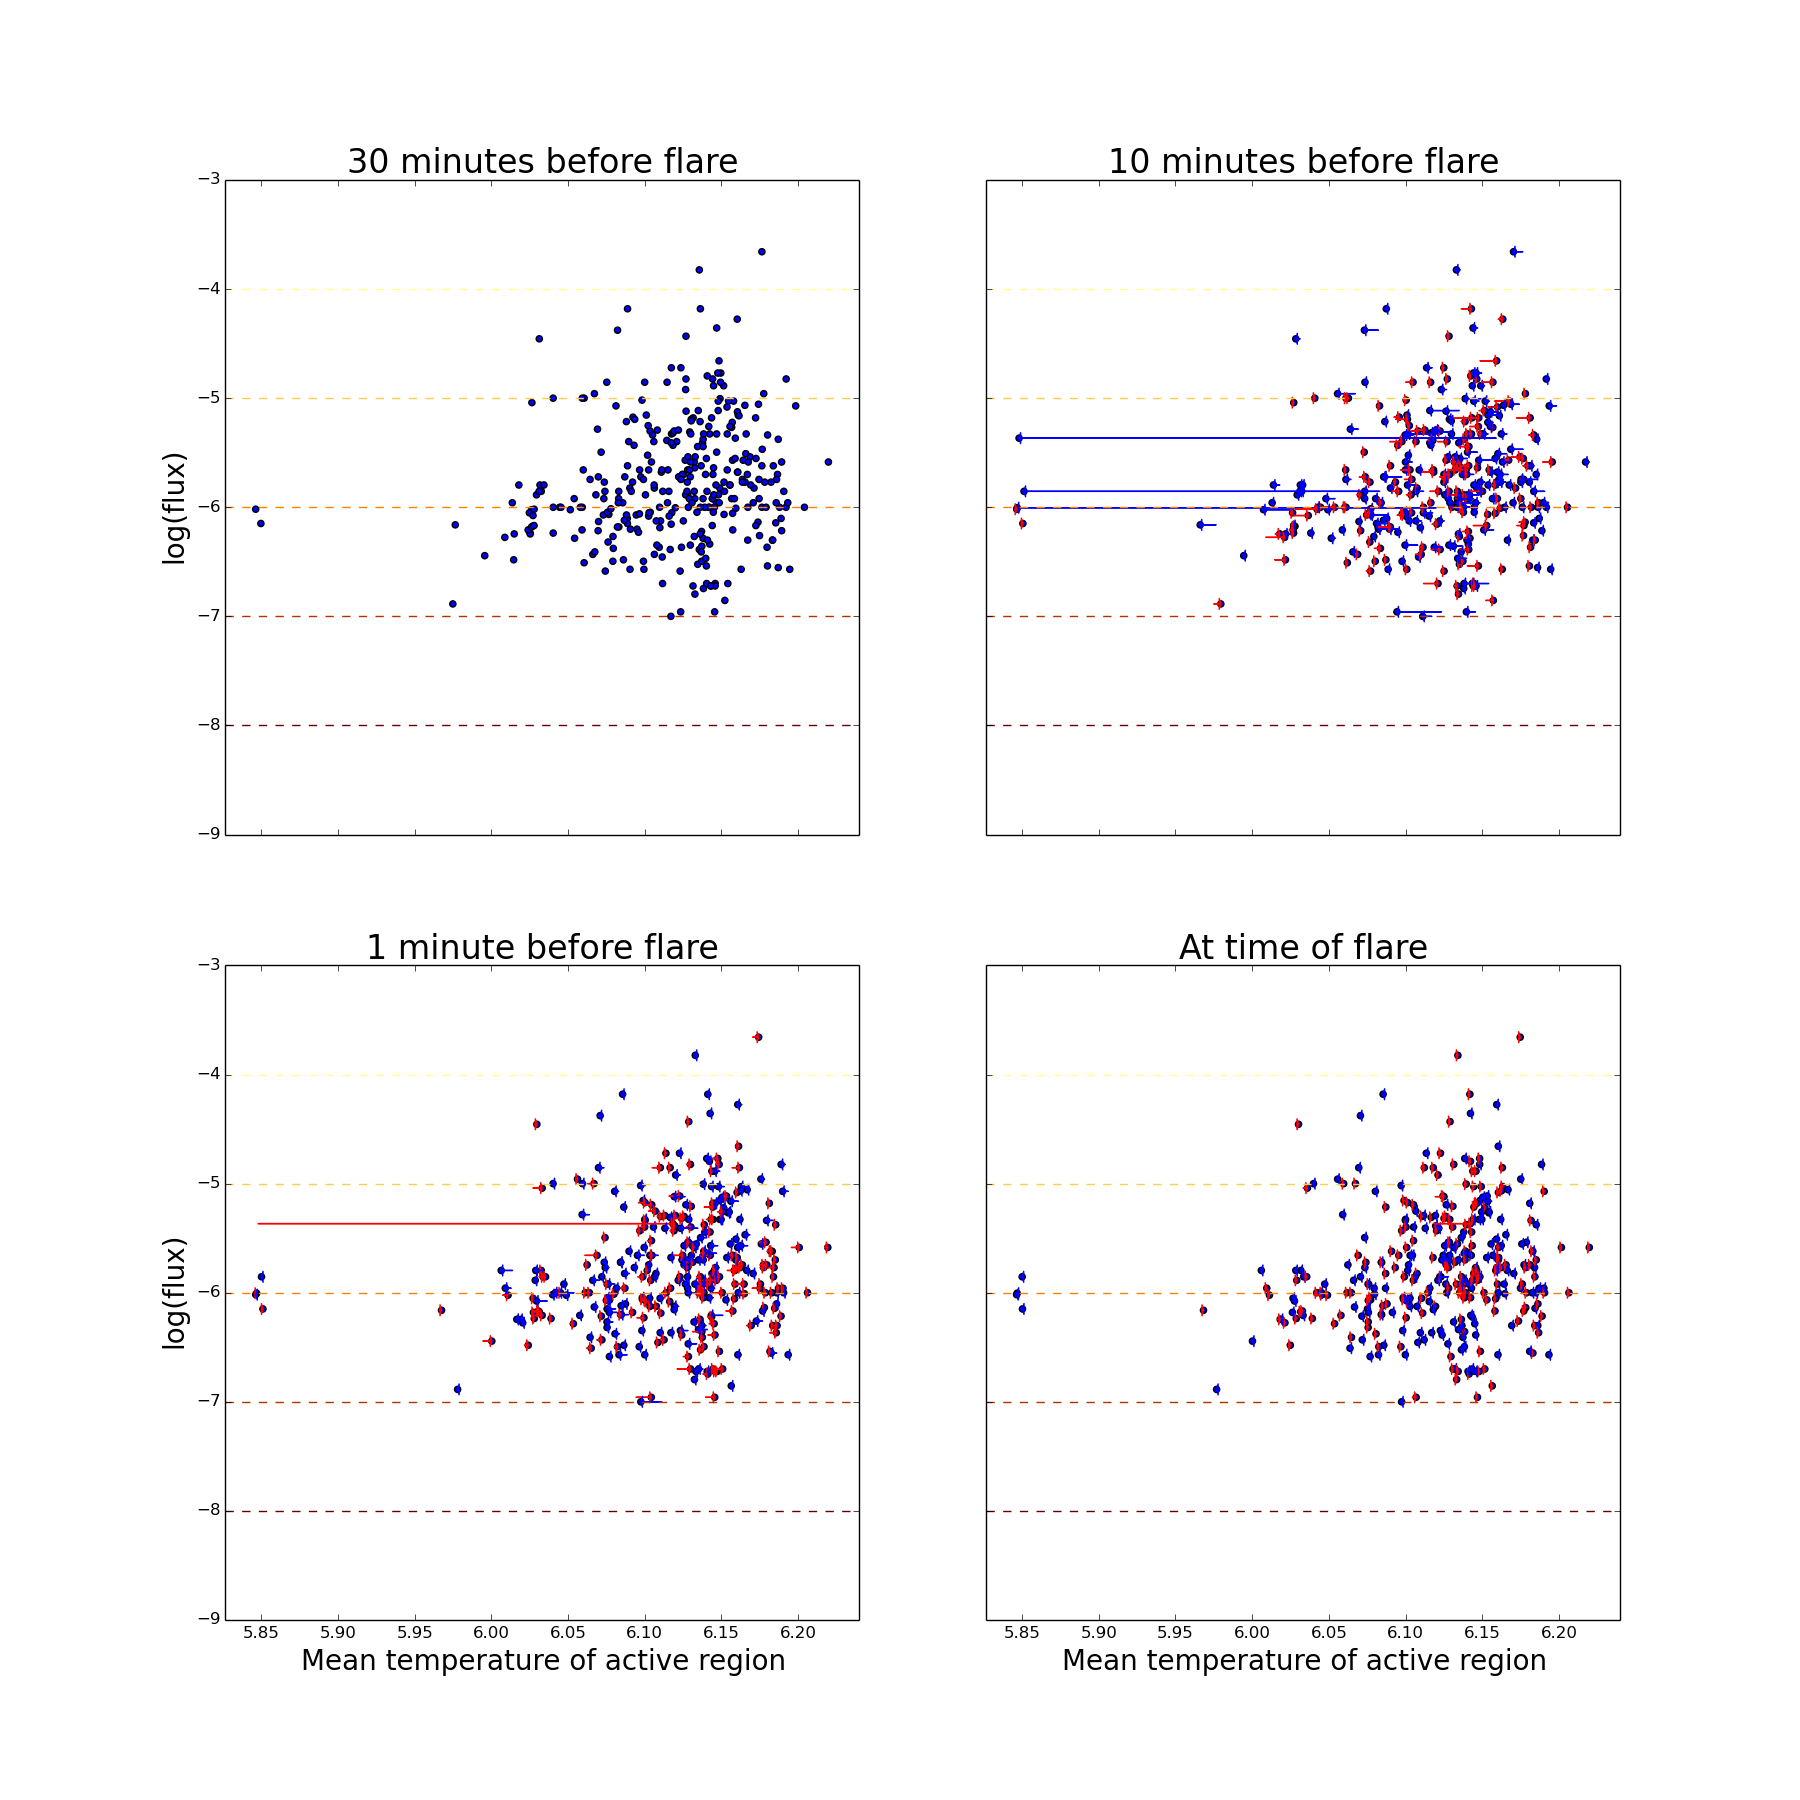 30 minutes before flare
10 minutes before flare
−3
−4
−5
−6
−7
−8
−9
log(flux)
1 minute before flare
At time of flare
−3
−4
−5
−6
−7
−8
−9
log(flux)
5.85 5.90 5.95 6.00 6.05 6.10 6.15 6.20
5.85 5.90 5.95 6.00 6.05 6.10 6.15 6.20
Mean temperature of active region
Mean temperature of active region